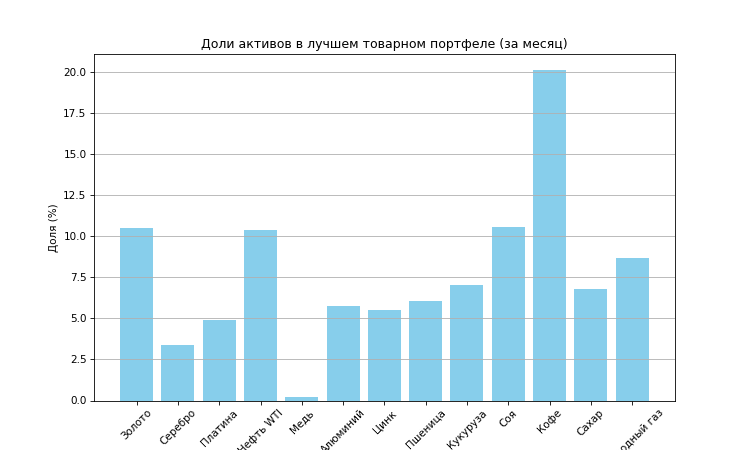 Доли активов в лучшем товарном портфеле (за месяц)
Доля (%)
20.0
17.5
15.0
12.5
10.0
7.5
5.0
2.5
0.0
Золото
Серебро
Платина
Нефть WTI
Медь
Алюминий
Цинк
Пшеница
Кукуруза
Соя
Кофе
Сахар
газ